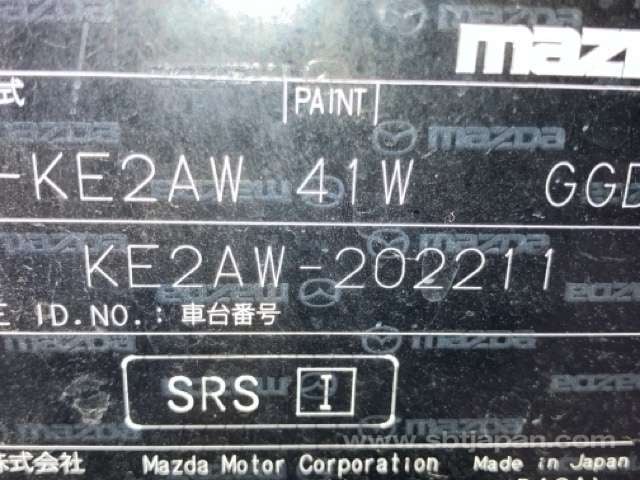 mazda
式 PAINT
-KE2AW 41W GGE
KE2AW-202211
E ID.NO.: 車台番号
SRS I
www.sbtjapan.com
株式会社 Mazda Motor Corporation Made in Japan